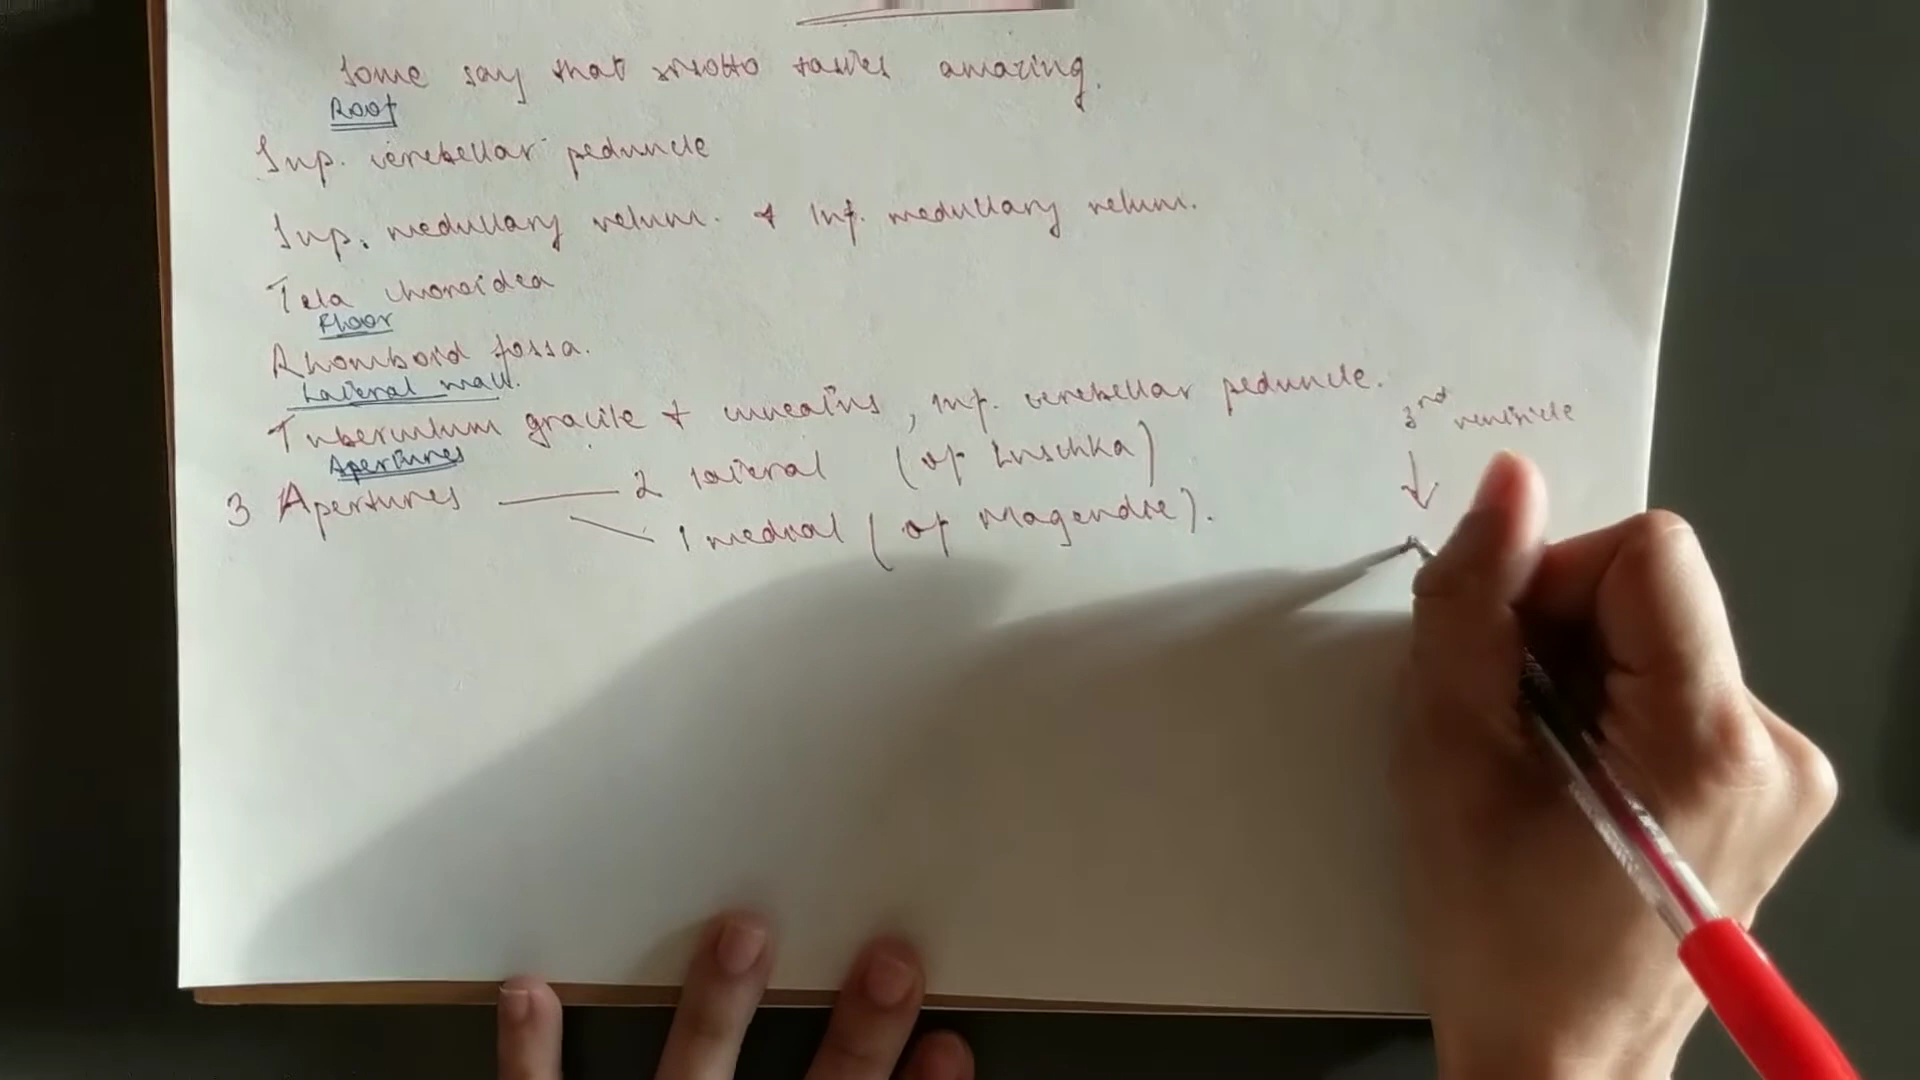 Some say that risotto tastes amazing.
Roof
Sup. cerebellar peduncle
Sup. medullary velum. & Inf. medullary velum.
Tela choroidea
Floor
Rhomboid fossa.
Lateral wall.
Tuberculum gracile & cuneatus, inf. cerebellar peduncle.
Apertures
3 Apertures — 2 lateral (of Luschka)
1 medial (of Magendie).
3rd ventricle
↓